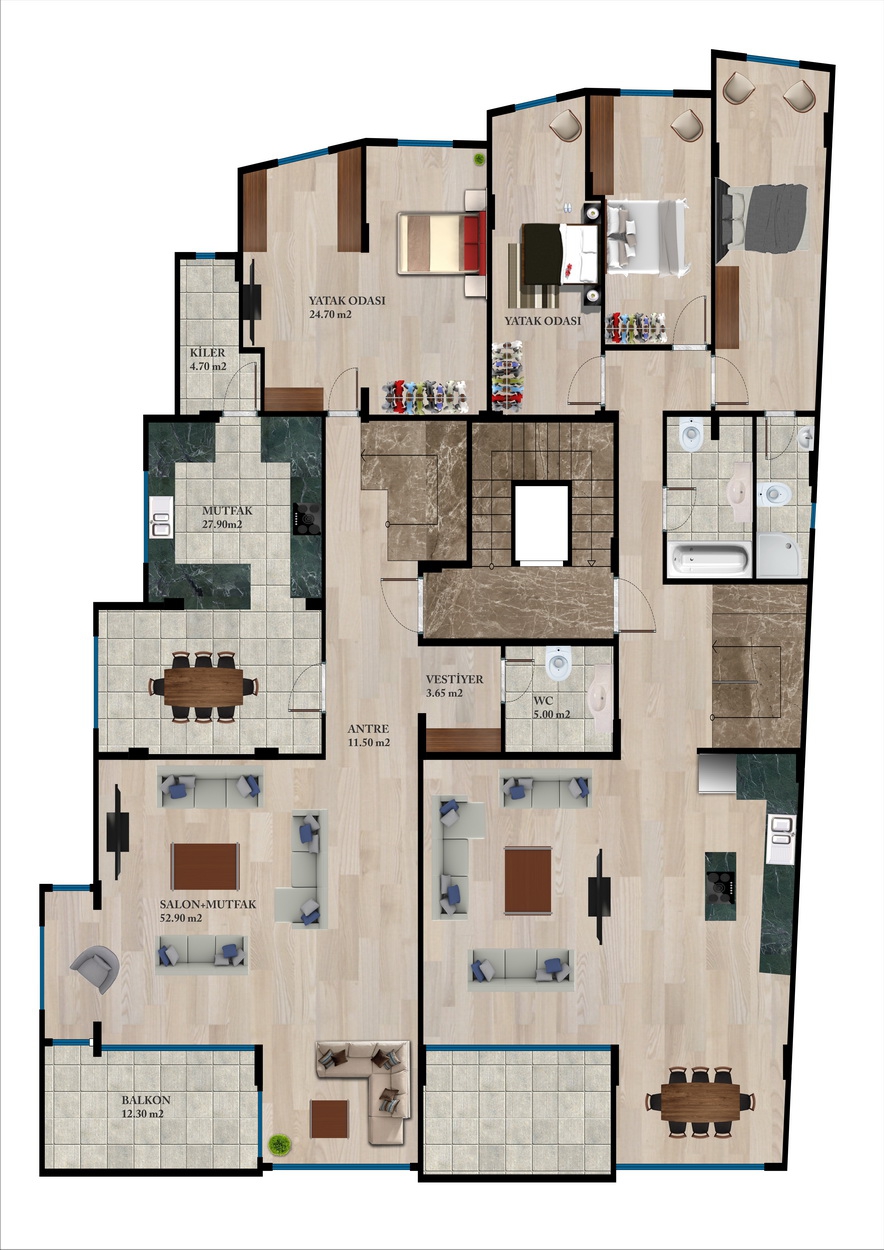 YATAK ODASI
24.70 m2
YATAK ODASI
KİLER
4.70 m2
MUTFAK
27.90m2
VESTİYER
3.65 m2
WC
5.00 m2
ANTRE
11.50 m2
SALON+MUTFAK
52.90 m2
BALKON
12.30 m2